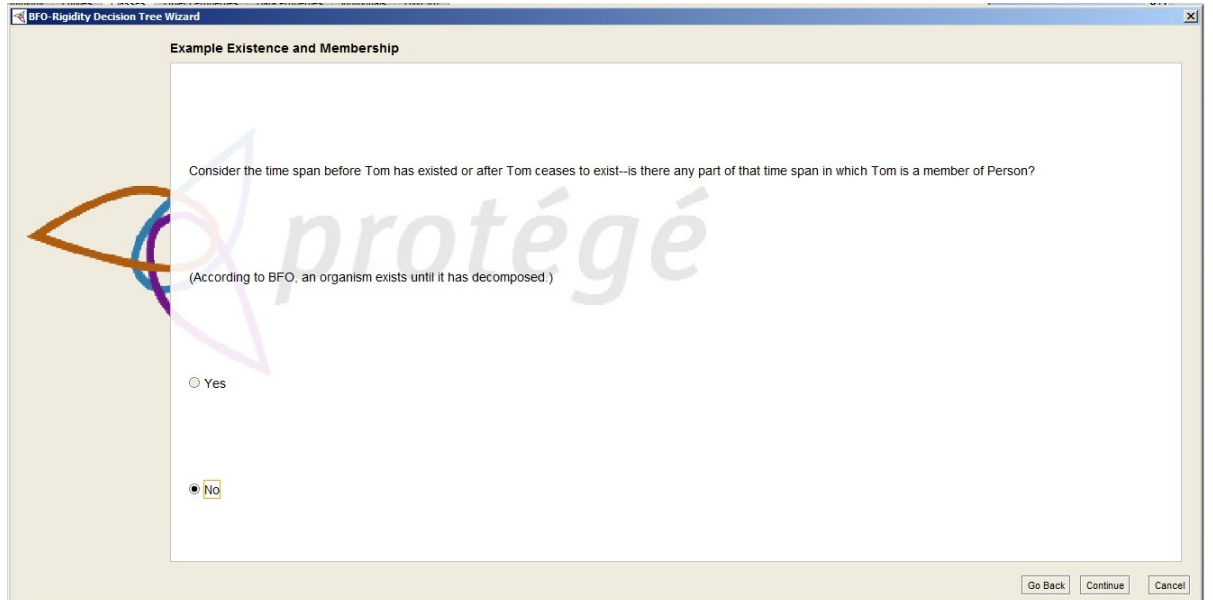 BFO-Rigidity Decision Tree Wizard
Example Existence and Membership
Consider the time span before Tom has existed or after Tom ceases to exist--is there any part of that time span in which Tom is a member of Person?
protégé
(According to BFO, an organism exists until it has decomposed.)
Yes
No
Go Back Continue Cancel